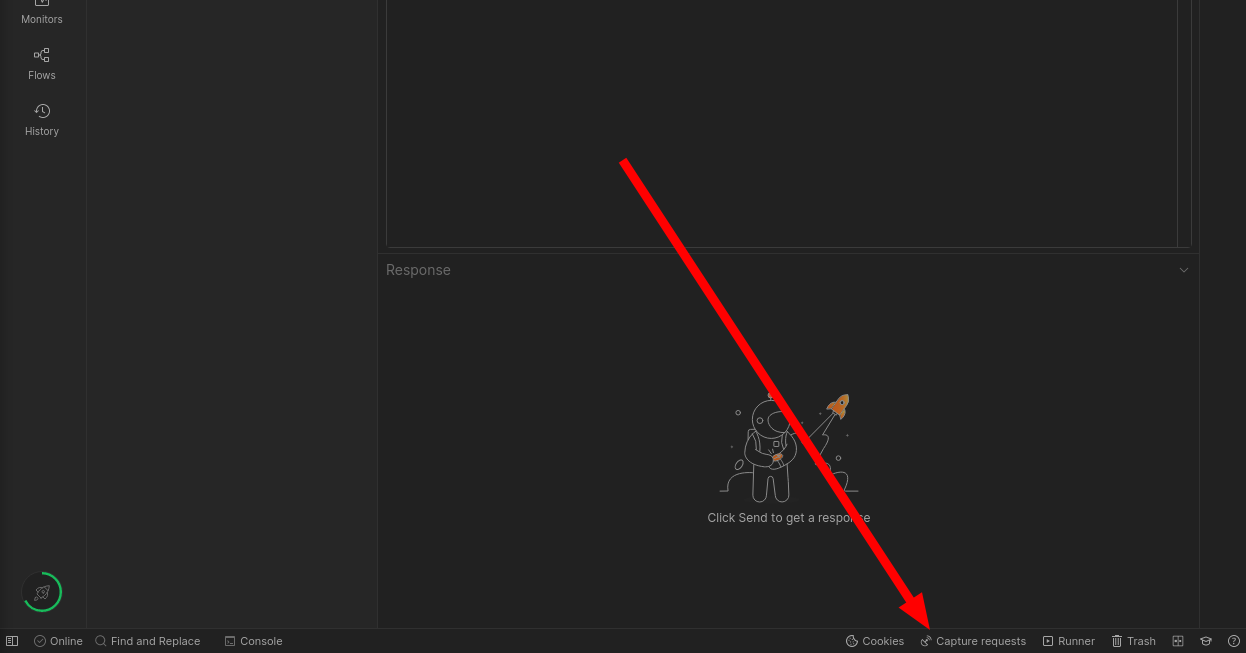 Monitors
Flows
History
Response
Click Send to get a response
Online
Find and Replace
Console
Cookies
Capture requests
Runner
Trash